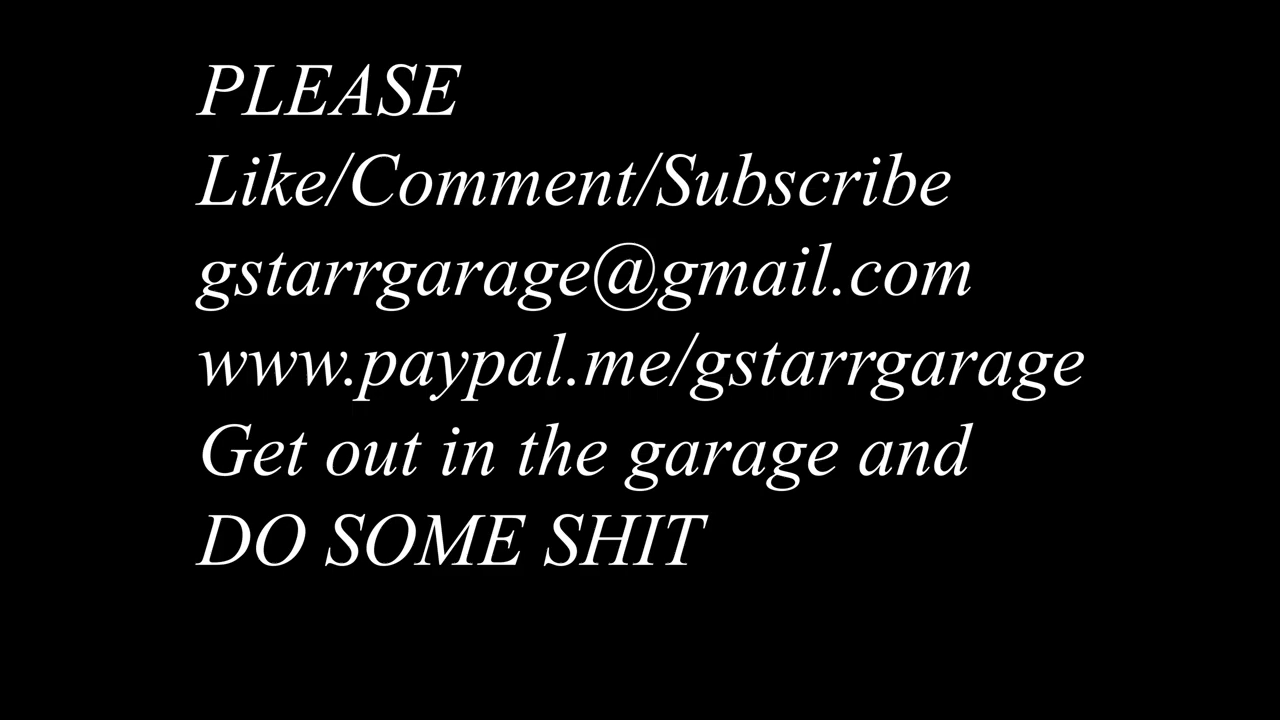 PLEASE
Like/Comment/Subscribe
gstarrgarage@gmail.com
www.paypal.me/gstarrgarage
Get out in the garage and
DO SOME SHIT